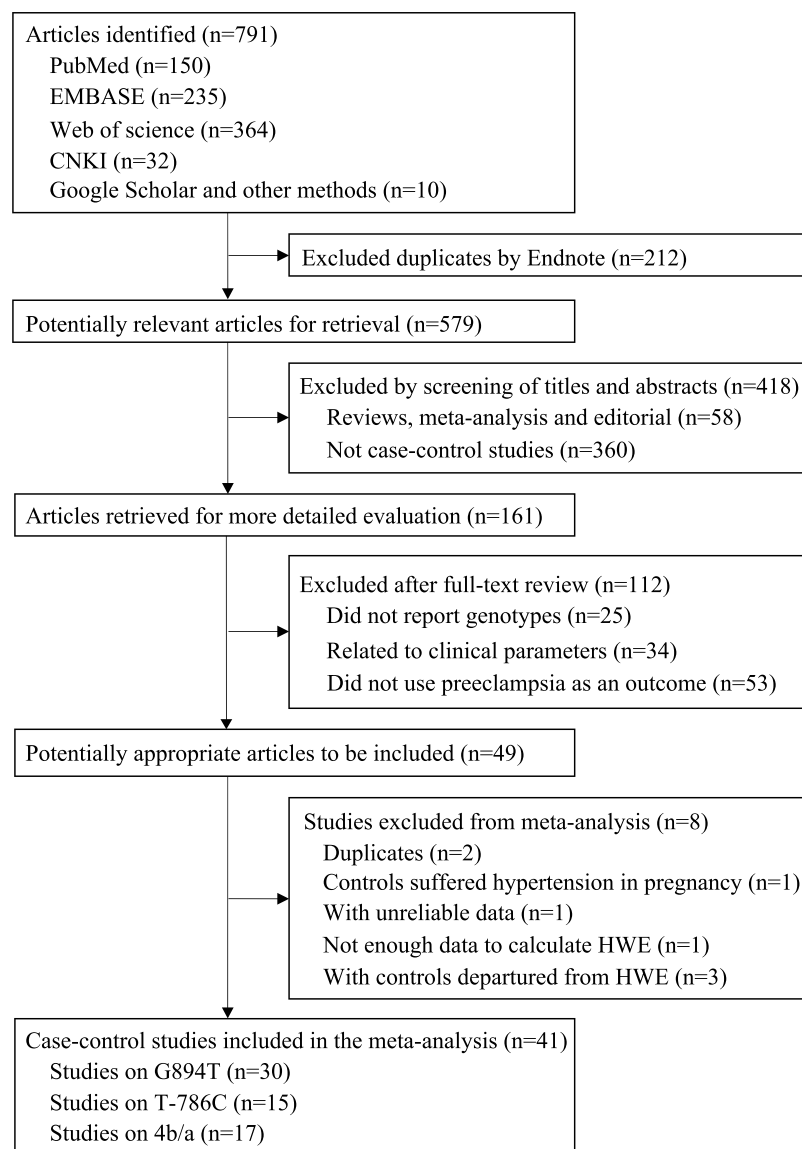 Articles identified (n=791)
PubMed (n=150)
EMBASE (n=235)
Web of science (n=364)
CNKI (n=32)
Google Scholar and other methods (n=10)
Excluded duplicates by Endnote (n=212)
Potentially relevant articles for retrieval (n=579)
Excluded by screening of titles and abstracts (n=418)
Reviews, meta-analysis and editorial (n=58)
Not case-control studies (n=360)
Articles retrieved for more detailed evaluation (n=161)
Excluded after full-text review (n=112)
Did not report genotypes (n=25)
Related to clinical parameters (n=34)
Did not use preeclampsia as an outcome (n=53)
Potentially appropriate articles to be included (n=49)
Studies excluded from meta-analysis (n=8)
Duplicates (n=2)
Controls suffered hypertension in pregnancy (n=1)
With unreliable data (n=1)
Not enough data to calculate HWE (n=1)
With controls departured from HWE (n=3)
Case-control studies included in the meta-analysis (n=41)
Studies on G894T (n=30)
Studies on T-786C (n=15)
Studies on 4b/a (n=17)